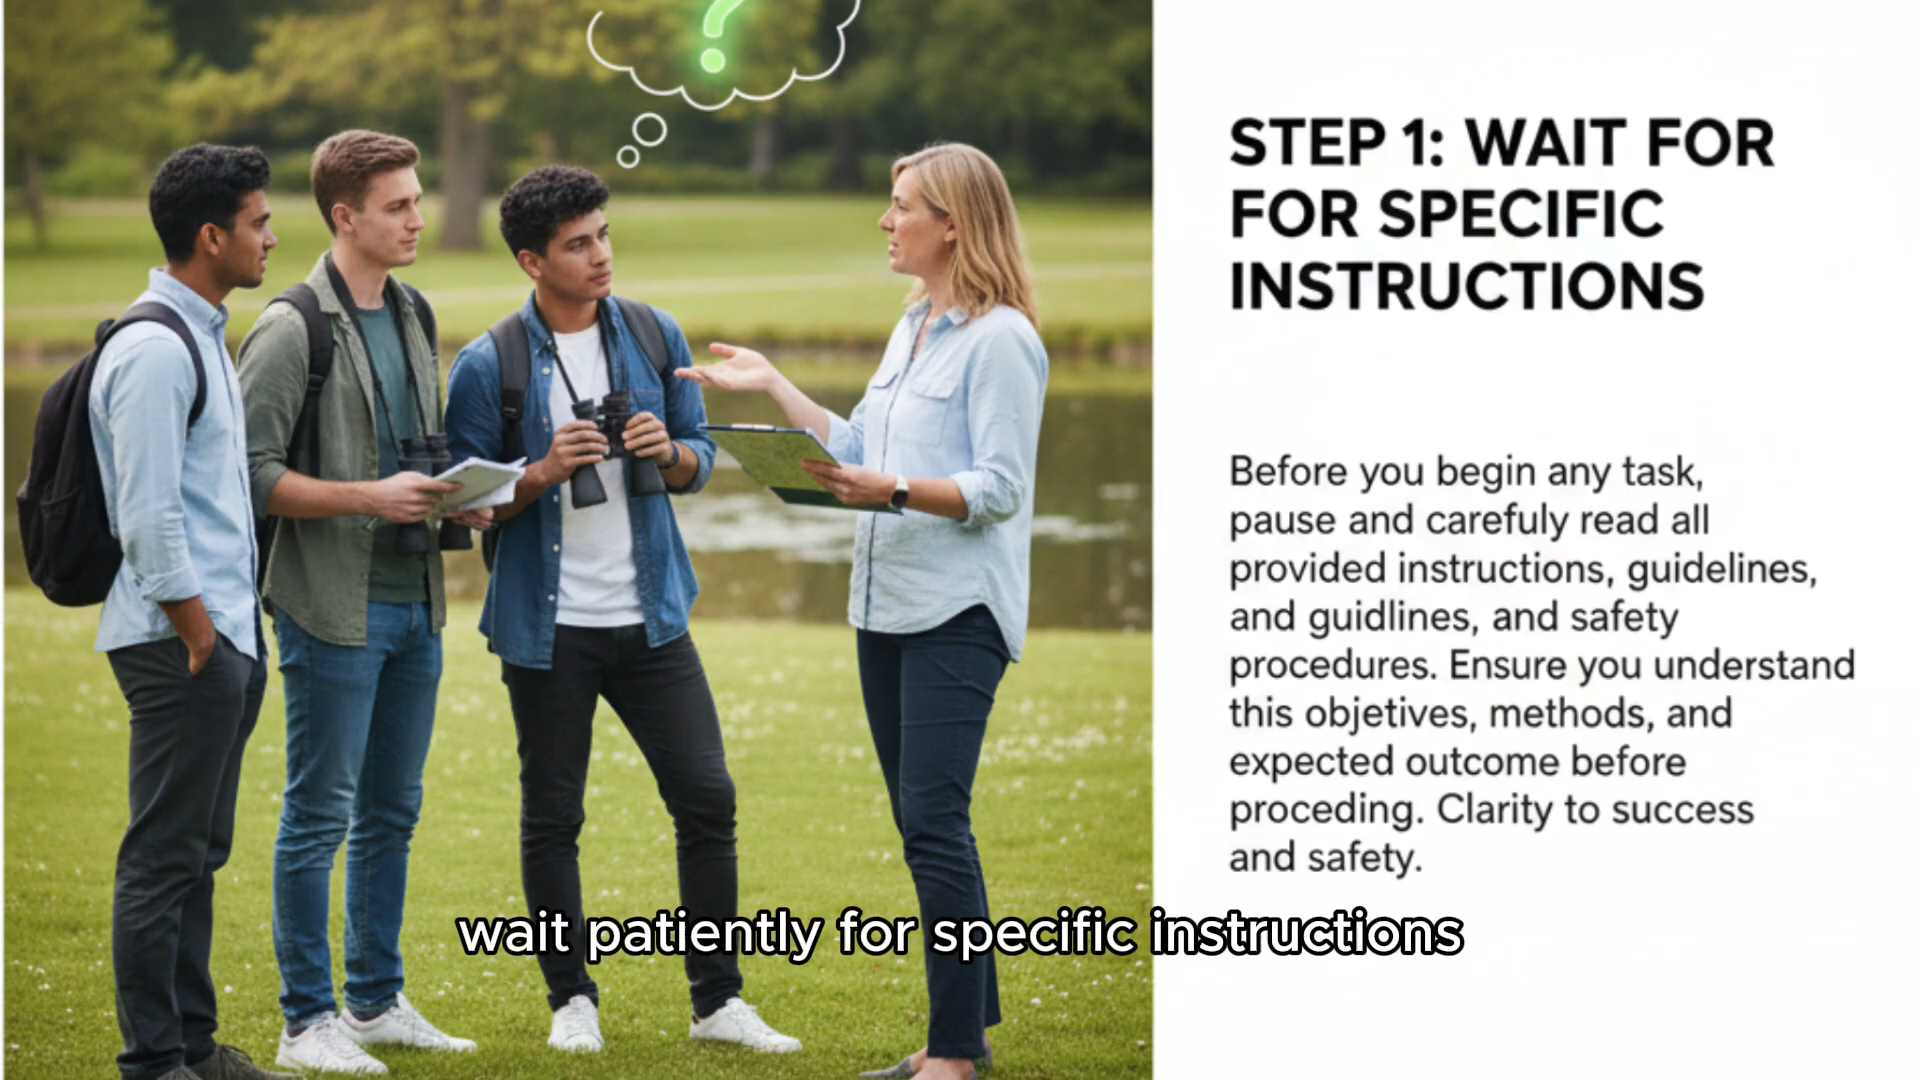 ?
STEP 1: WAIT FOR
FOR SPECIFIC
INSTRUCTIONS
Before you begin any task,
pause and carefuly read all
provided instructions, guidelines,
and guidlines, and safety
procedures. Ensure you understand
this objetives, methods, and
expected outcome before
proceding. Clarity to success
and safety.
wait patiently for specific instructions